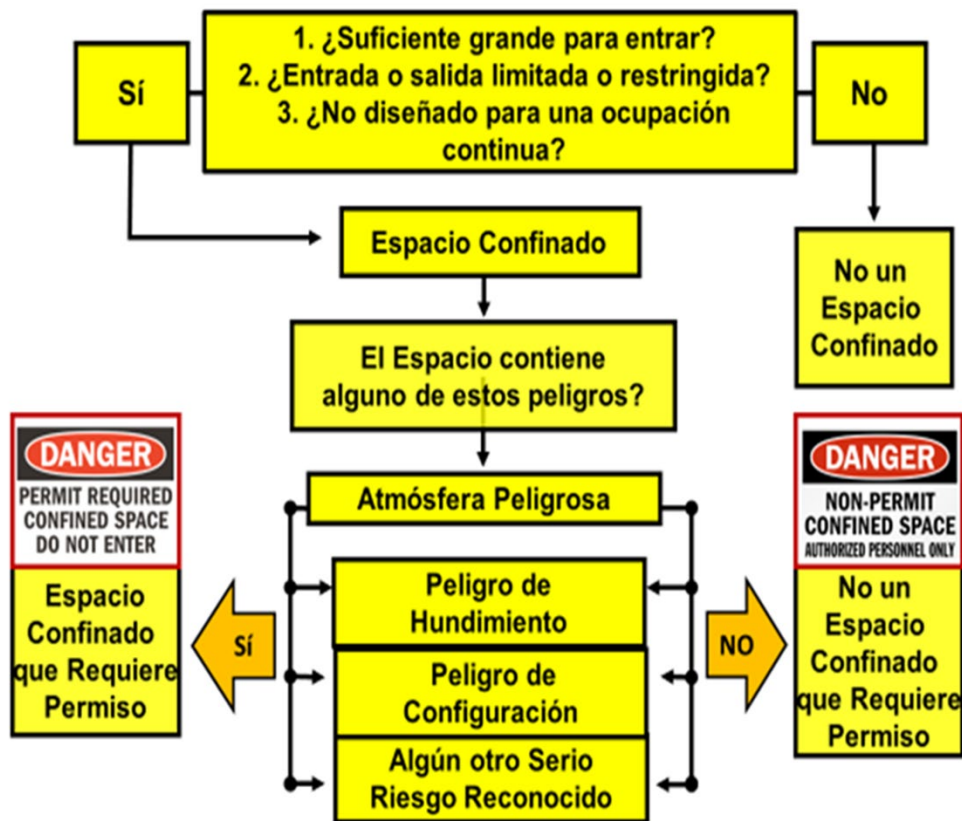 1. ¿Suficiente grande para entrar?
2. ¿Entrada o salida limitada o restringida?
3. ¿No diseñado para una ocupación
continua?
Sí
No
Espacio Confinado
No un
Espacio
Confinado
El Espacio contiene
alguno de estos peligros?
DANGER
PERMIT REQUIRED
CONFINED SPACE
DO NOT ENTER
Espacio
Confinado
que Requiere
Permiso
Atmósfera Peligrosa
Peligro de
Hundimiento
Peligro de
Configuración
Algún otro Serio
Riesgo Reconocido
Sí
NO
DANGER
NON-PERMIT
CONFINED SPACE
AUTHORIZED PERSONNEL ONLY
No un
Espacio
Confinado
que Requiere
Permiso